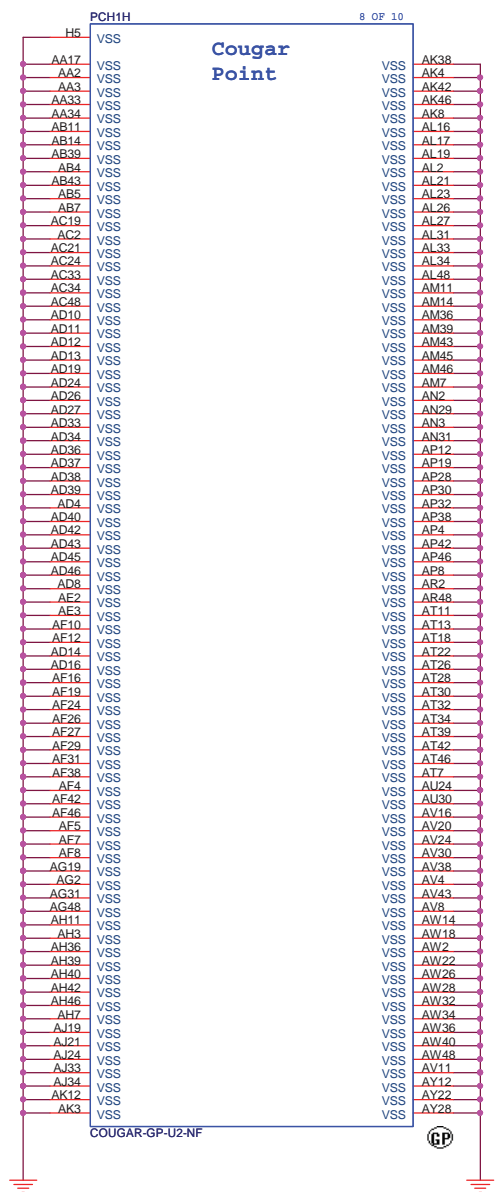 PCH1H 8 OF 10
Cougar
Point
H5 VSS
AA17 VSS VSS AK38
AA2 VSS VSS AK4
AA3 VSS VSS AK42
AA33 VSS VSS AK46
AA34 VSS VSS AK8
AB11 VSS VSS AL16
AB14 VSS VSS AL17
AB39 VSS VSS AL19
AB4 VSS VSS AL2
AB43 VSS VSS AL21
AB5 VSS VSS AL23
AB7 VSS VSS AL26
AC19 VSS VSS AL27
AC2 VSS VSS AL31
AC21 VSS VSS AL33
AC24 VSS VSS AL34
AC33 VSS VSS AL48
AC34 VSS VSS AM11
AC48 VSS VSS AM14
AD10 VSS VSS AM36
AD11 VSS VSS AM39
AD12 VSS VSS AM43
AD13 VSS VSS AM45
AD19 VSS VSS AM46
AD24 VSS VSS AM7
AD26 VSS VSS AN2
AD27 VSS VSS AN29
AD33 VSS VSS AN3
AD34 VSS VSS AN31
AD36 VSS VSS AP12
AD37 VSS VSS AP19
AD38 VSS VSS AP28
AD39 VSS VSS AP30
AD4 VSS VSS AP32
AD40 VSS VSS AP38
AD42 VSS VSS AP4
AD43 VSS VSS AP42
AD45 VSS VSS AP46
AD46 VSS VSS AP8
AD8 VSS VSS AR2
AE2 VSS VSS AR48
AE3 VSS VSS AT11
AF10 VSS VSS AT13
AF12 VSS VSS AT18
AD14 VSS VSS AT22
AD16 VSS VSS AT26
AF16 VSS VSS AT28
AF19 VSS VSS AT30
AF24 VSS VSS AT32
AF26 VSS VSS AT34
AF27 VSS VSS AT39
AF29 VSS VSS AT42
AF31 VSS VSS AT46
AF38 VSS VSS AT7
AF4 VSS VSS AU24
AF42 VSS VSS AU30
AF46 VSS VSS AV16
AF5 VSS VSS AV20
AF7 VSS VSS AV24
AF8 VSS VSS AV30
AG19 VSS VSS AV38
AG2 VSS VSS AV4
AG31 VSS VSS AV43
AG48 VSS VSS AV8
AH11 VSS VSS AW14
AH3 VSS VSS AW18
AH36 VSS VSS AW2
AH39 VSS VSS AW22
AH40 VSS VSS AW26
AH42 VSS VSS AW28
AH46 VSS VSS AW32
AH7 VSS VSS AW34
AJ19 VSS VSS AW36
AJ21 VSS VSS AW40
AJ24 VSS VSS AW48
AJ33 VSS VSS AV11
AJ34 VSS VSS AY12
AK12 VSS VSS AY22
AK3 VSS VSS AY28
COUGAR-GP-U2-NF
GP